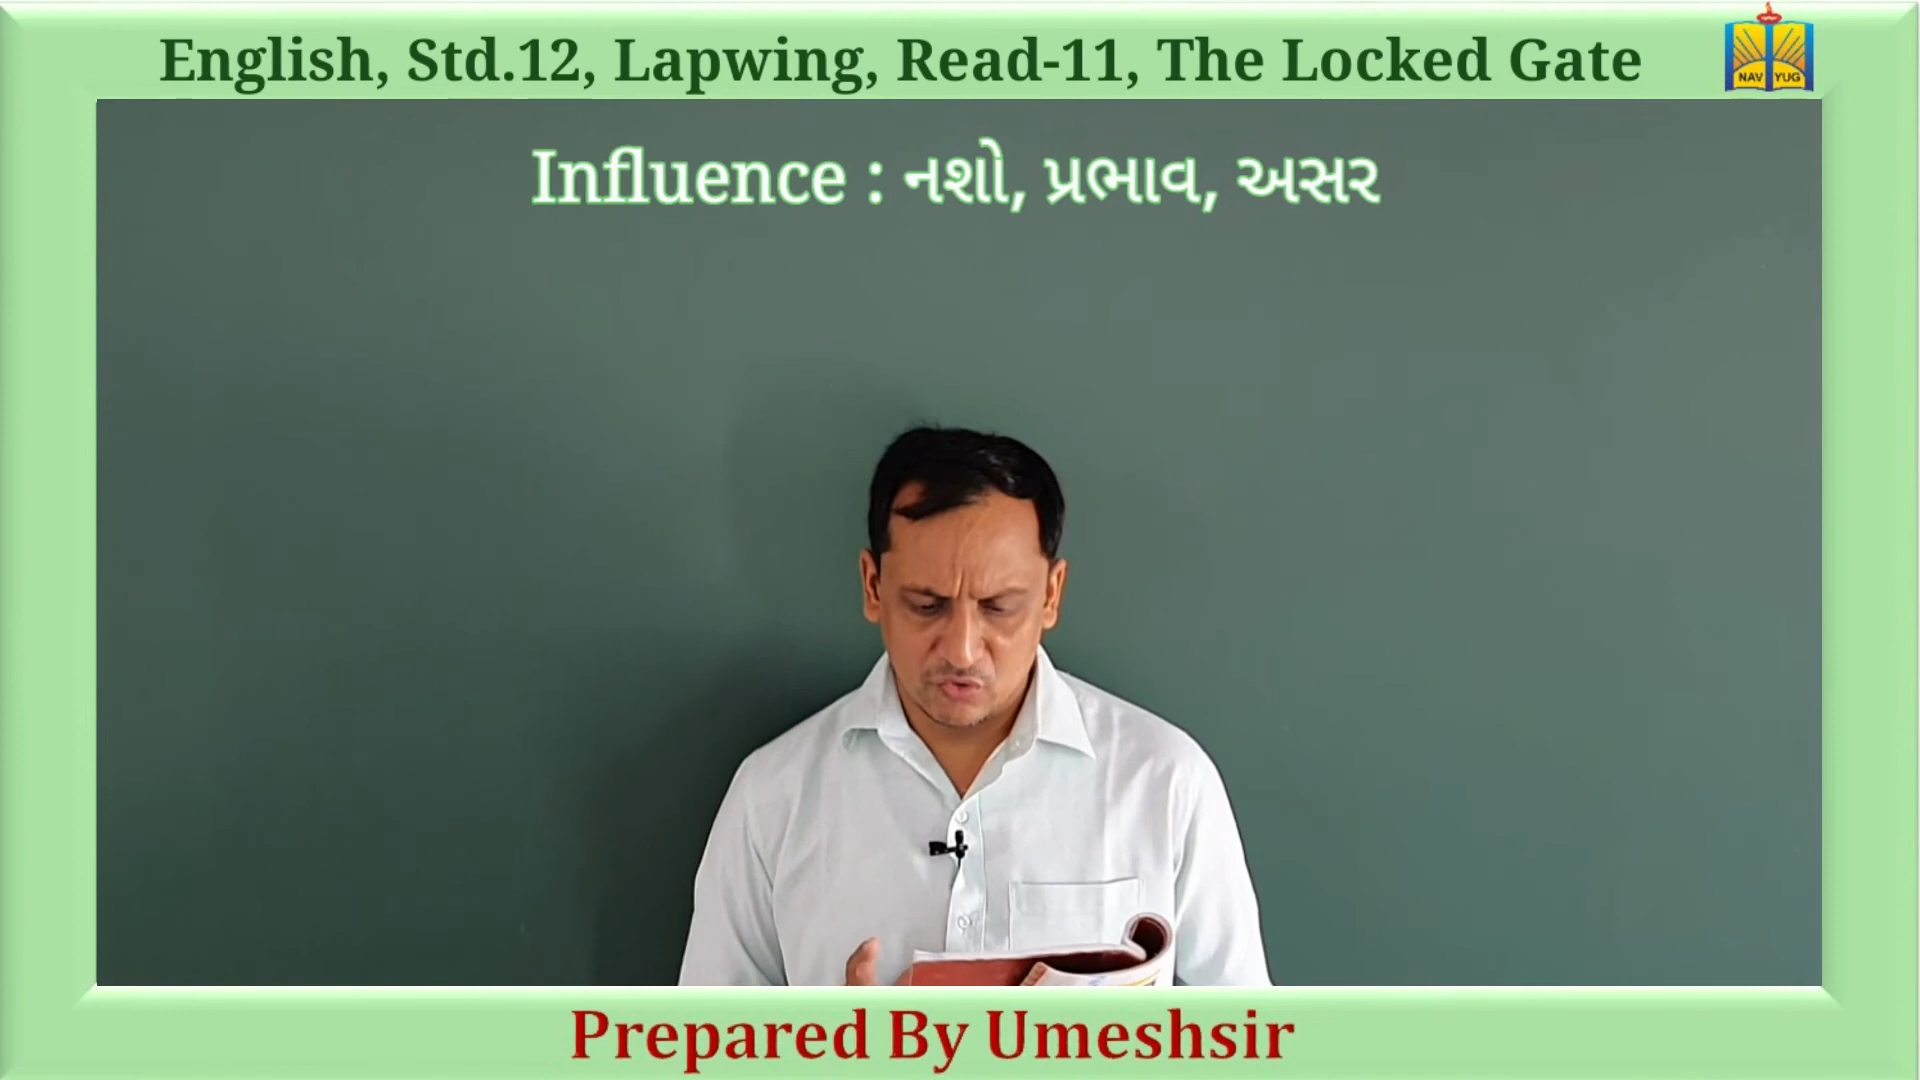 English, Std.12, Lapwing, Read-11, The Locked Gate
NAV YUG
Influence : નશો, પ્રભાવ, અસર
Prepared By Umeshsir